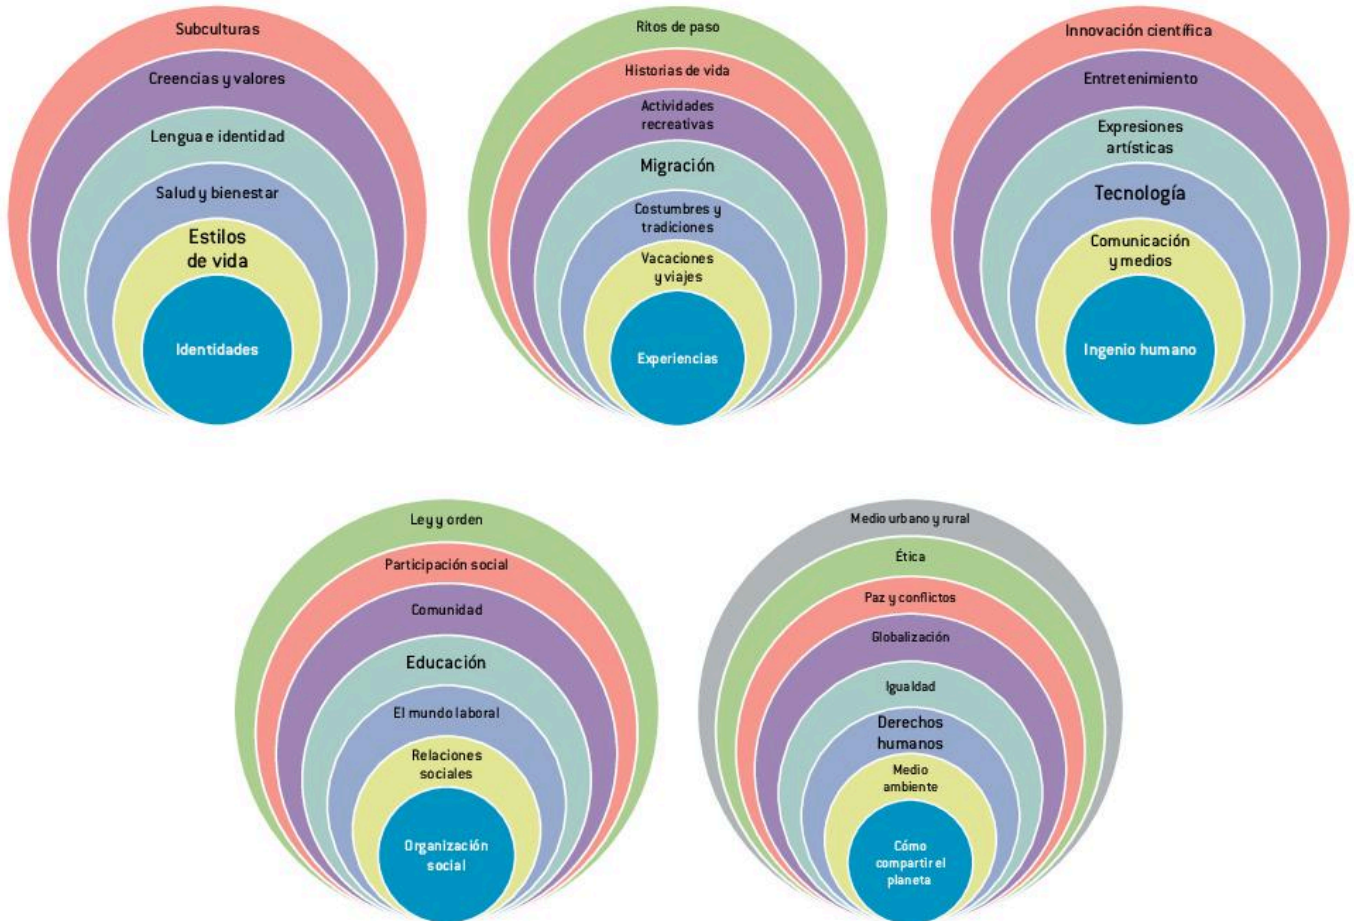 Subculturas
Creencias y valores
Lengua e identidad
Salud y bienestar
Estilos
de vida
Identidades
Ritos de paso
Historias de vida
Actividades
recreativas
Migración
Costumbres y
tradiciones
Vacaciones
y viajes
Experiencias
Innovación científica
Entretenimiento
Expresiones
artísticas
Tecnología
Comunicación
y medios
Ingenio humano
Ley y orden
Participación social
Comunidad
Educación
El mundo laboral
Relaciones
sociales
Organización
social
Medio urbano y rural
Ética
Paz y conflictos
Globalización
Igualdad
Derechos
humanos
Medio
ambiente
Cómo
compartir el
planeta